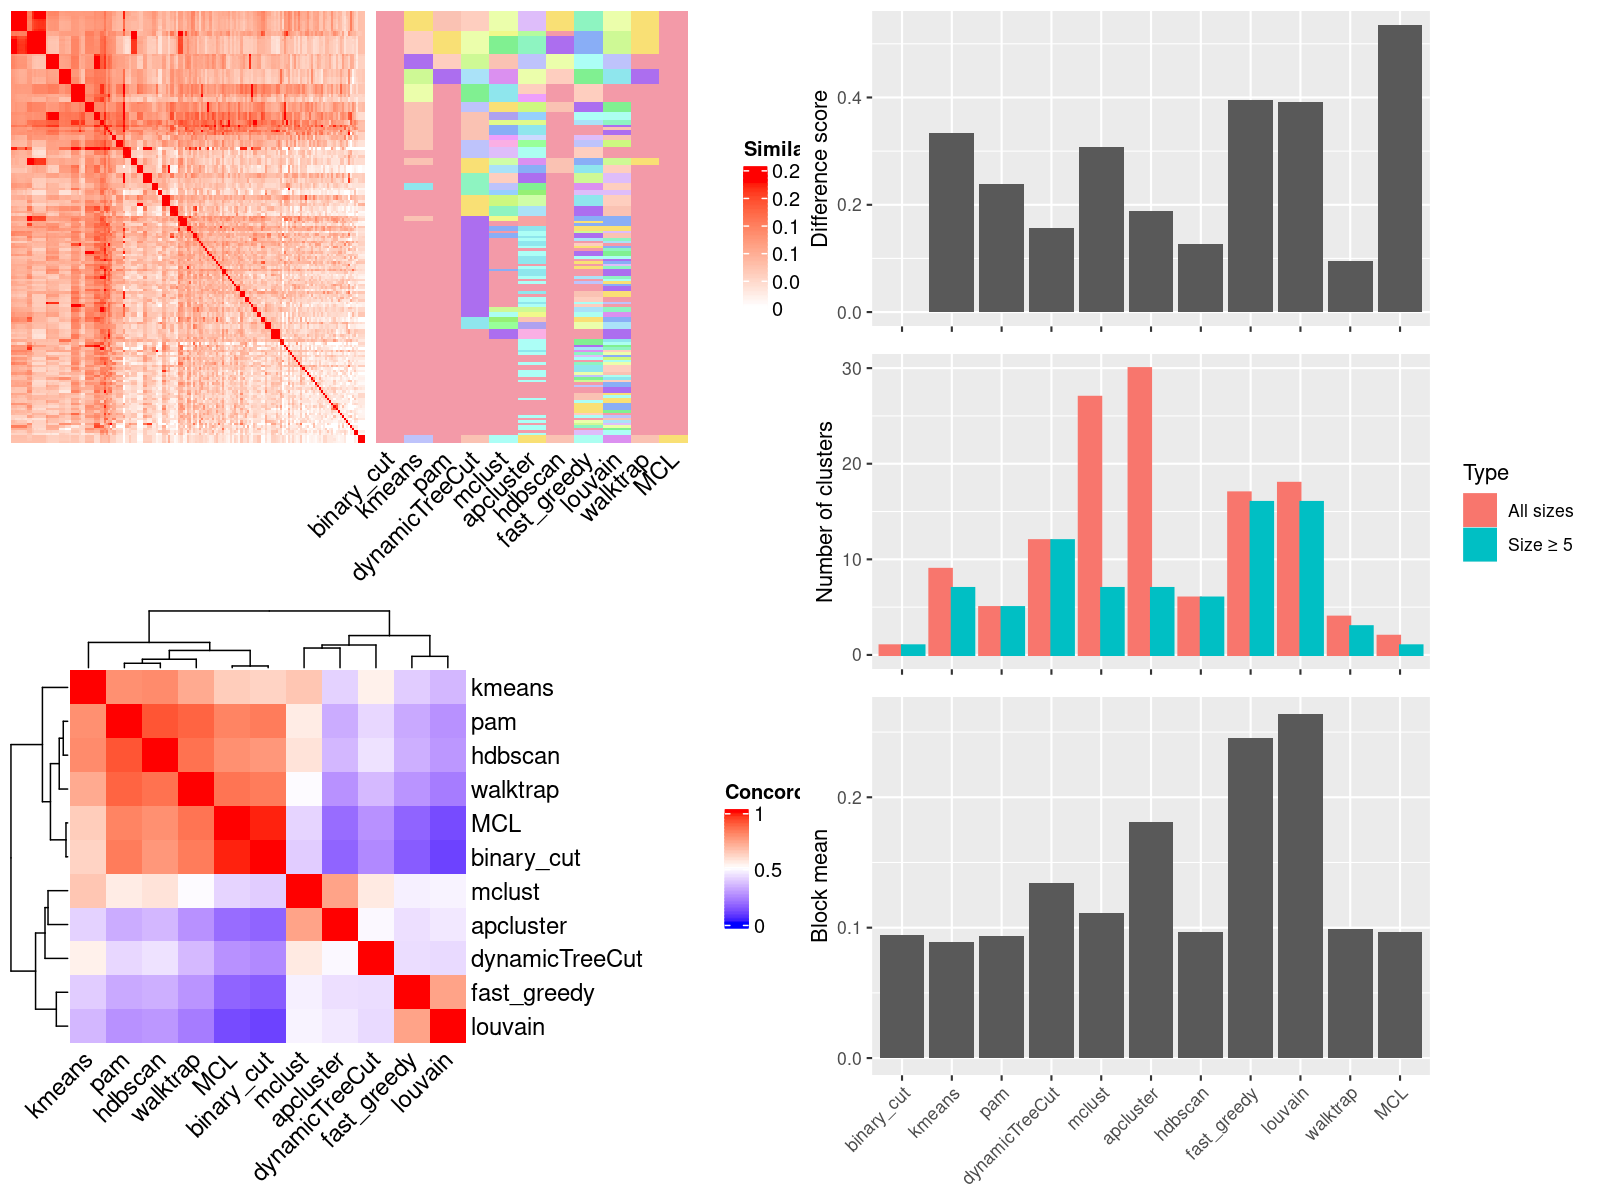 Simila
0.2
0.2
0.1
0.1
0.0
0
binary_cut
kmeans
pam
dynamicTreeCut
mclust
apcluster
hdbscan
fast_greedy
louvain
walktrap
MCL
kmeans
pam
hdbscan
walktrap
MCL
binary_cut
mclust
apcluster
dynamicTreeCut
fast_greedy
louvain
kmeans
pam
hdbscan
walktrap
MCL
binary_cut
mclust
apcluster
dynamicTreeCut
fast_greedy
louvain
Concord
1
0.5
0
Difference score
0.4
0.2
0.0
Number of clusters
30
20
10
0
Type
All sizes
Size ≥ 5
Block mean
0.2
0.1
0.0
binary_cut
kmeans
pam
dynamicTreeCut
mclust
apcluster
hdbscan
fast_greedy
louvain
walktrap
MCL